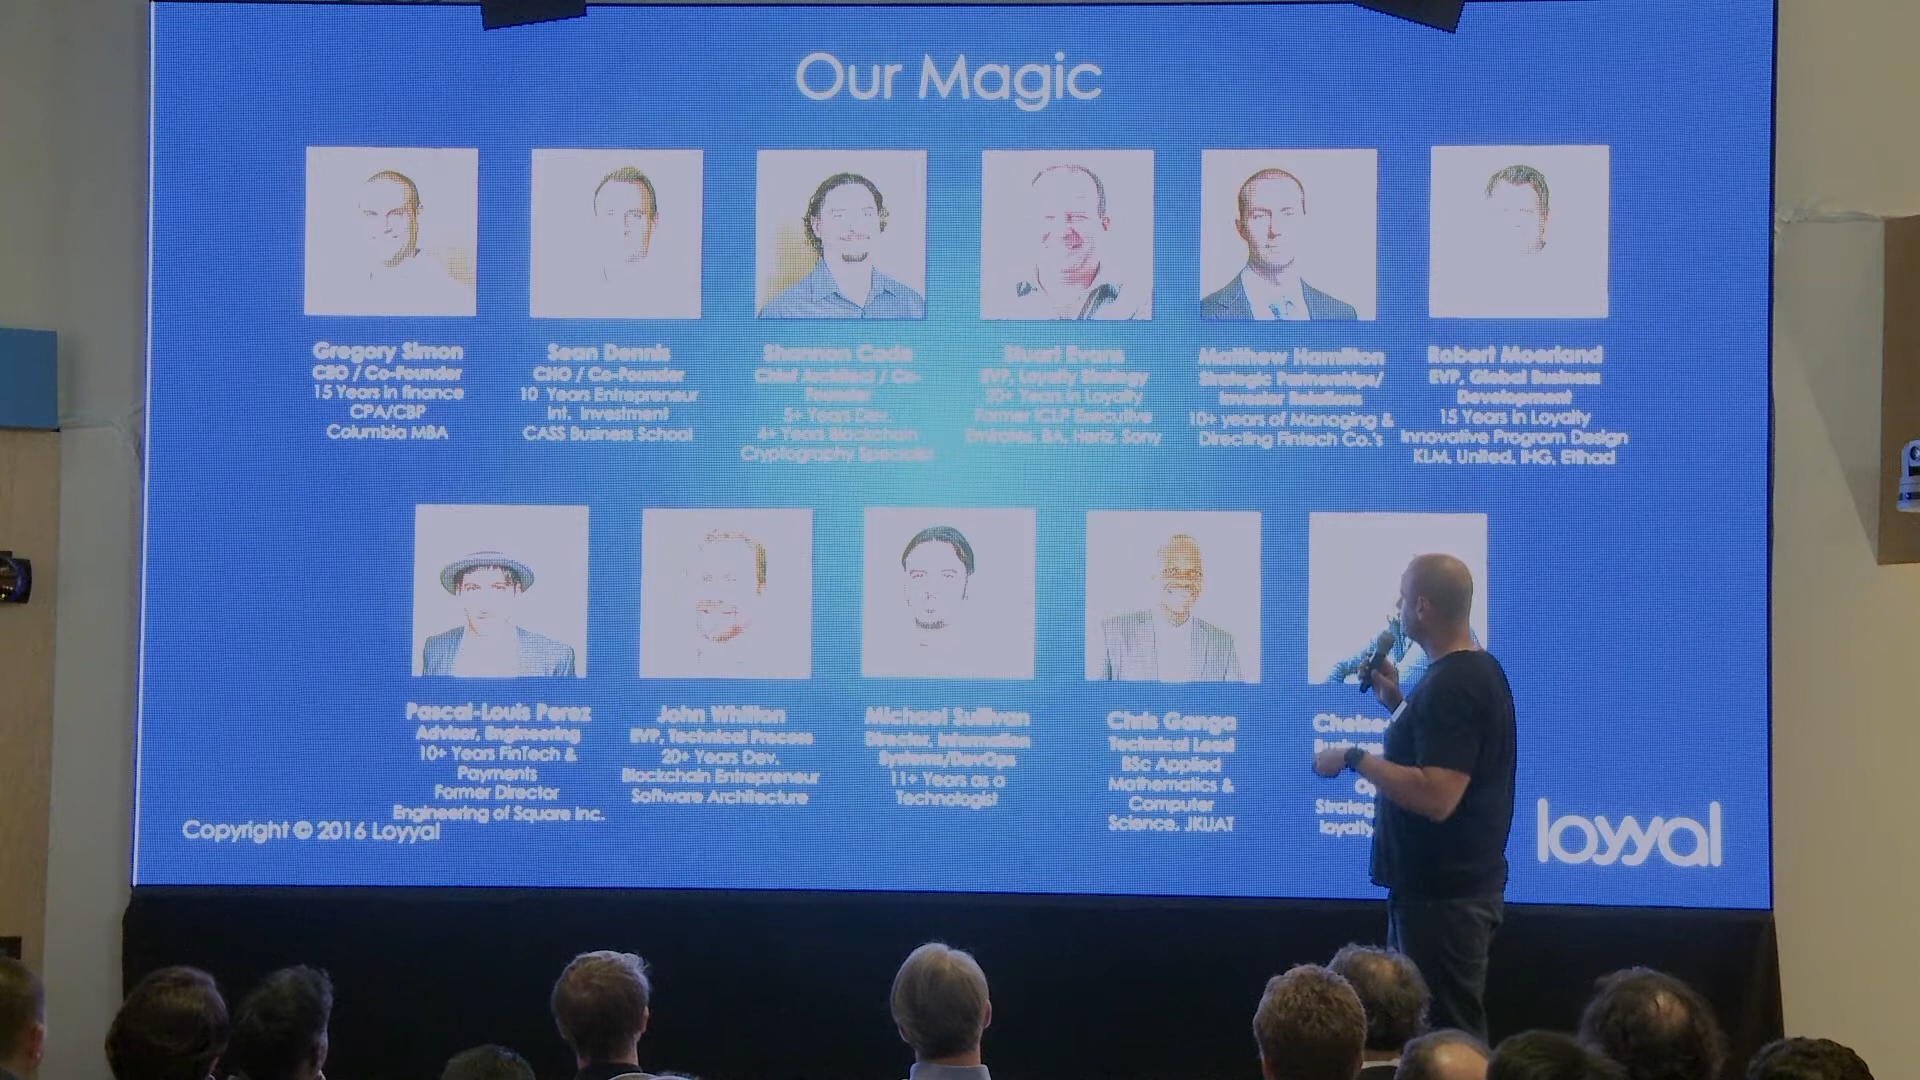 Our Magic
Gregory Simon
CEO / Co-Founder
15 Years in finance
CPA/CBP
Columbia MBA
Sean Dennis
CHO / Co-Founder
10 Years Entrepreneur
Int. Investment
CASS Business School
Shannon Code
Chief Architect / Co-
Founder
5+ Years Dev.
4+ Years Blockchain
Cryptography Specialist
Stuart Evans
EVP, Loyalty Strategy
Years in Loyalty
Former ICLP Executive
Emirates, BA, Hertz, Sony
Matthew Hamilton
Strategic Partnerships/
Investor Relations
10+ years of Managing &
Directing Fintech Co.'s
Robert Moerland
EVP, Global Business
Development
15 Years in Loyalty
Innovative Program Design
KLM, United, IHG, Etihad
Pascal-Louis Perez
Advisor, Engineering
10+ Years FinTech &
Payments
Former Director
Engineering of Square Inc.
John Whitton
EVP, Technical Process
20+ Years Dev.
Blockchain Entrepreneur
Software Architecture
Michael Sullivan
Director, Information
Systems/DevOps
11+ Years as a
Technologist
Chris Ganga
Technical Lead
BSc Applied
Mathematics &
Computer
Science, JKUAT
Chelse
Busines
Op
Strateg
loyalty
Copyright © 2016 Loyyal
loyyal